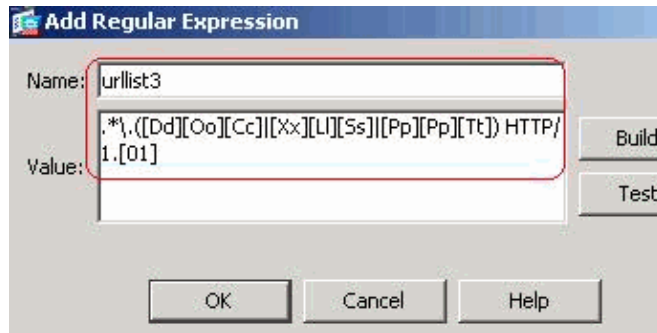 Add Regular Expression
Name: urllist3
Value: .*\.([Dd][Oo][Cc]|[Xx][Ll][Ss]|[Pp][Pp][Tt]) HTTP/
1.[01]
Build
Test
OK Cancel Help